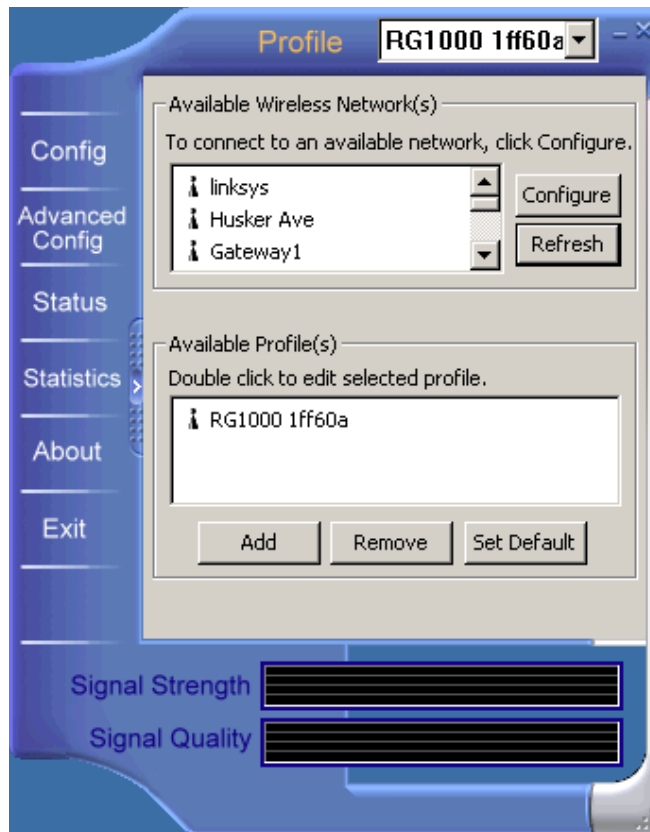 Profile RG1000 1ff60a
Available Wireless Network(s)
To connect to an available network, click Configure.
linksys
Husker Ave
Gateway1
Configure
Refresh
Config
Advanced
Config
Status
Statistics
About
Exit
Available Profile(s)
Double click to edit selected profile.
RG1000 1ff60a
Add Remove Set Default
Signal Strength
Signal Quality